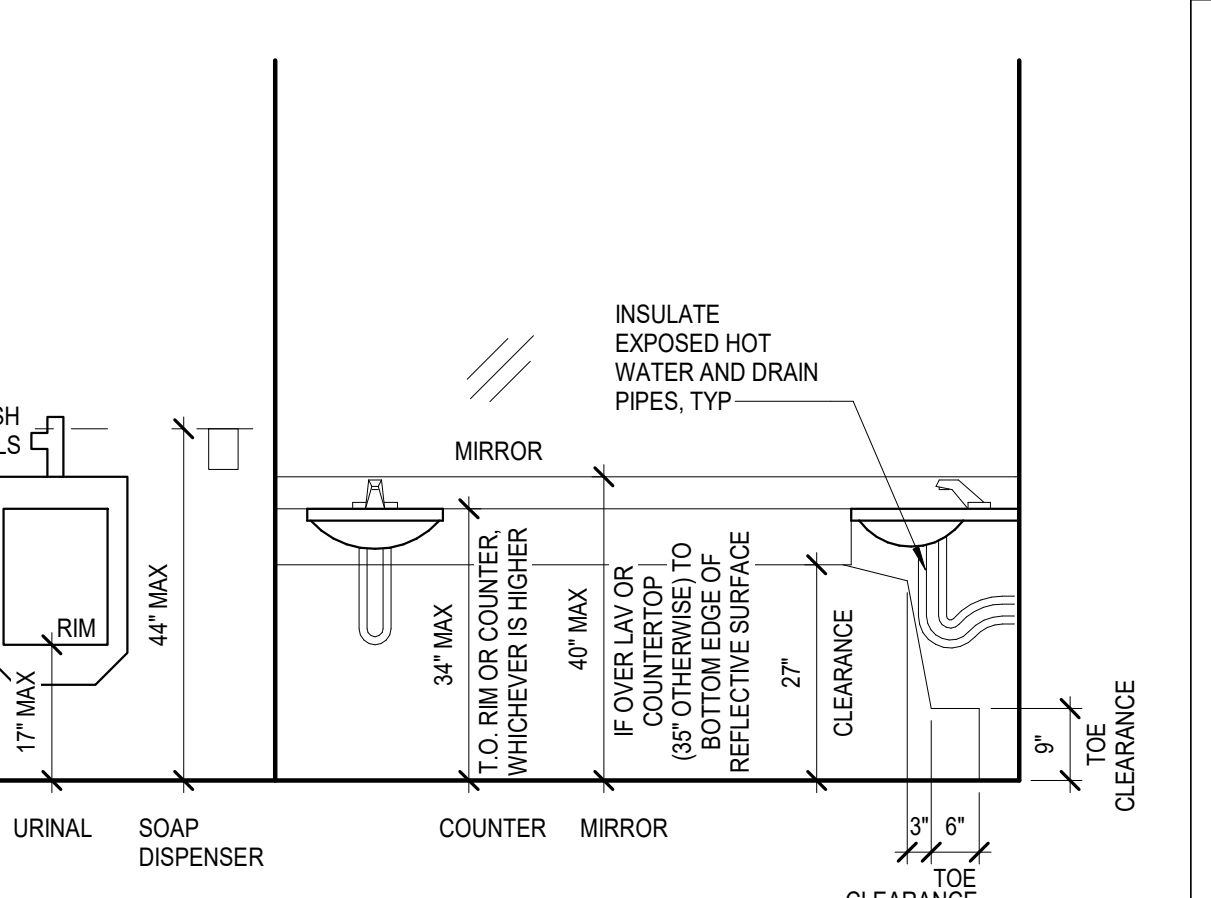 INSULATE
EXPOSED HOT
WATER AND DRAIN
PIPES, TYP
MIRROR
RIM
17" MAX
44" MAX
34" MAX
T.O. RIM OR COUNTER,
WHICHEVER IS HIGHER
40" MAX
IF OVER LAV OR
COUNTERTOP
(35" OTHERWISE) TO
BOTTOM EDGE OF
REFLECTIVE SURFACE
27"
CLEARANCE
9"
TOE
CLEARANCE
URINAL
SOAP
DISPENSER
COUNTER
MIRROR
3"
6"
TOE
CLEARANCE